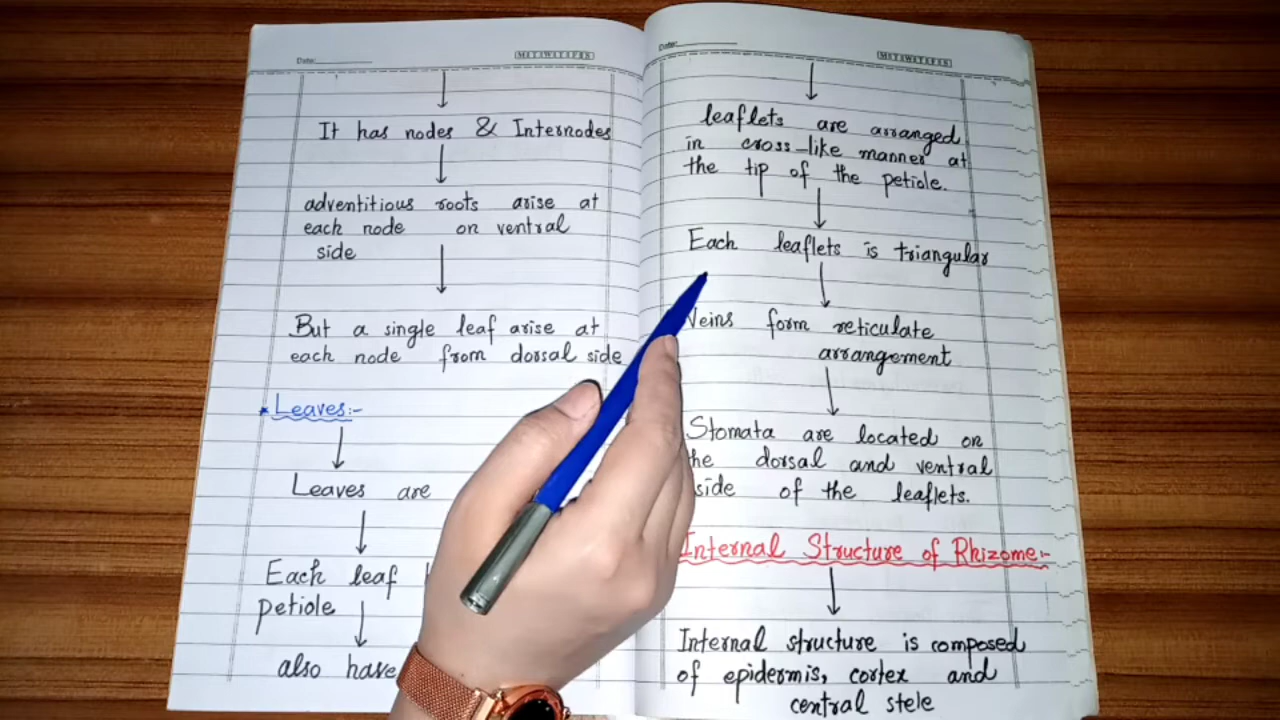 Date:
It has nodes & Internodes
adventitious roots arise at
each node on ventral
side
But a single leaf arise at
each node from dorsal side
* Leaves:-
Leaves are
Each leaf
petiole
also have
Date:
leaflets are arranged
in cross-like manner at
the tip of the petiole.
Each leaflets is triangular
Veins form reticulate
arrangement
Stomata are located on
the dorsal and ventral
side of the leaflets.
Internal Structure of Rhizome:-
Internal structure is composed
of epidermis, cortex and
central stele